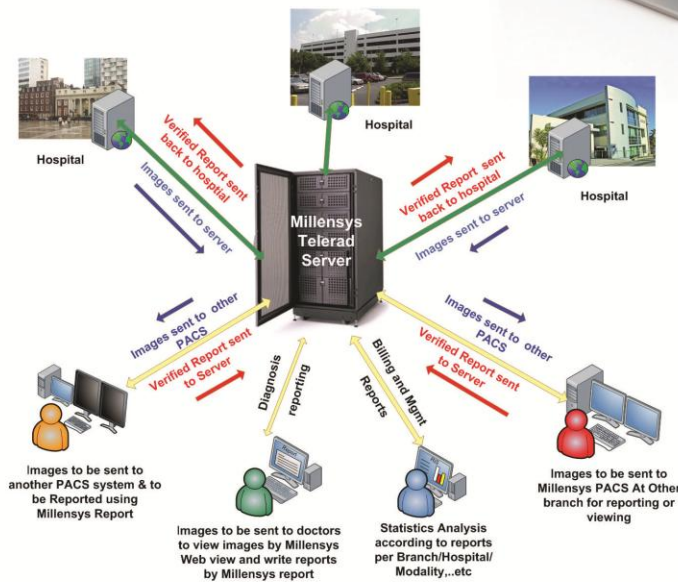 Hospital
Hospital
Hospital
Verified Report sent
back to hosptial
Images sent to server
Verified Report sent
back to hospital
Images sent to server
Millensys
Telerad
Server
Images sent to other
PACS
Verified Report sent
to Server
Diagnosis
reporting
Billing and Mgmt
Reports
Images sent to other
PACS
Verified Report sent
to Server
Images to be sent to
another PACS system & to
be Reported using
Millensys Report
Images to be sent to doctors
to view images by Millensys
Web view and write reports
by Millensys report
Statistics Analysis
according to reports
per Branch/Hospital/
Modality,..etc
Images to be sent to
Millensys PACS At Other
branch for reporting or
viewing